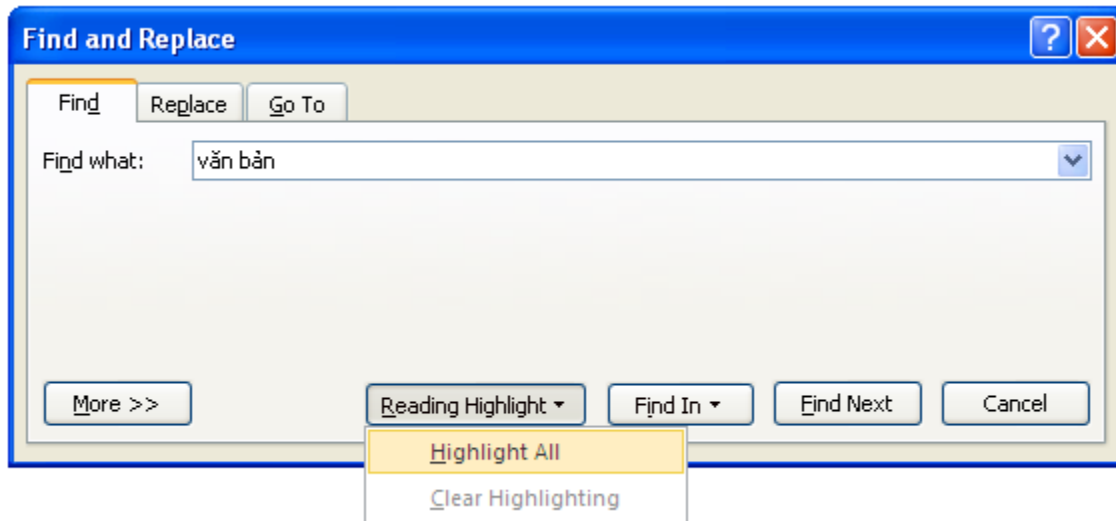 Find and Replace
Find Replace Go To
Find what: văn bản
More >> Reading Highlight Find In Find Next Cancel
Highlight All
Clear Highlighting